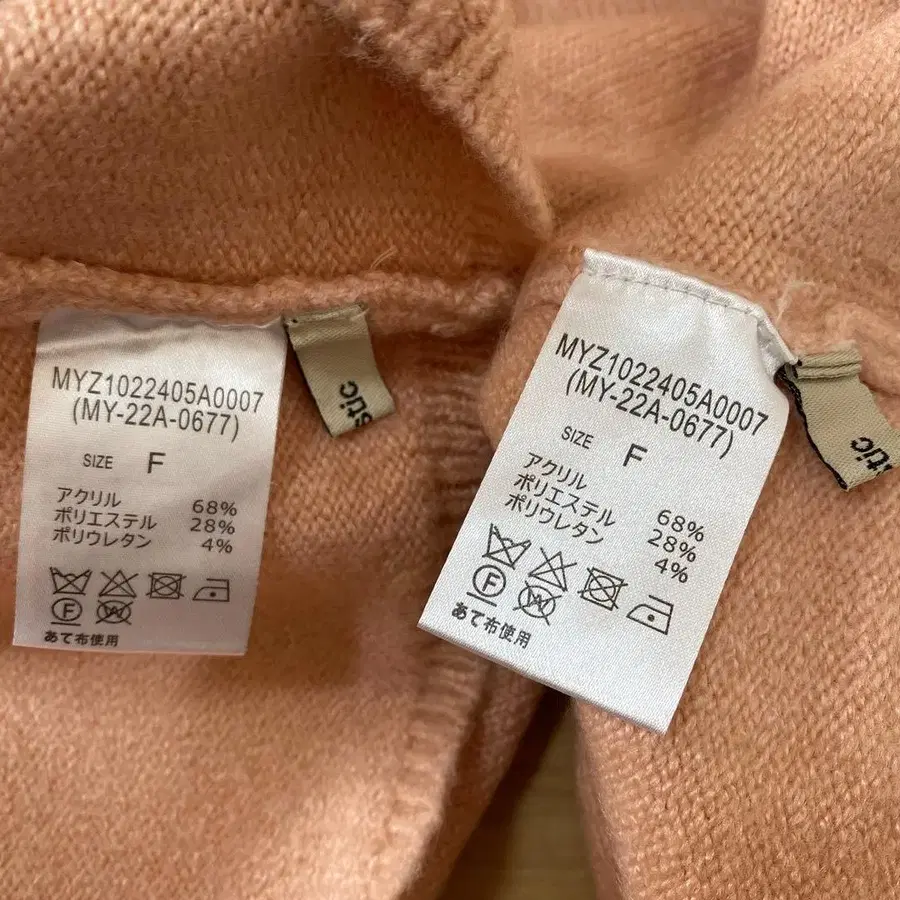 MYZ1022405A0007
(MY-22A-0677)
SIZE F
アクリル 68%
ポリエステル 28%
ポリウレタン 4%
F W
あて布使用
stic
MYZ1022405A0007
(MY-22A-0677)
SIZE F
アクリル 68%
ポリエステル 28%
ポリウレタン 4%
F W
あて布使用
stic